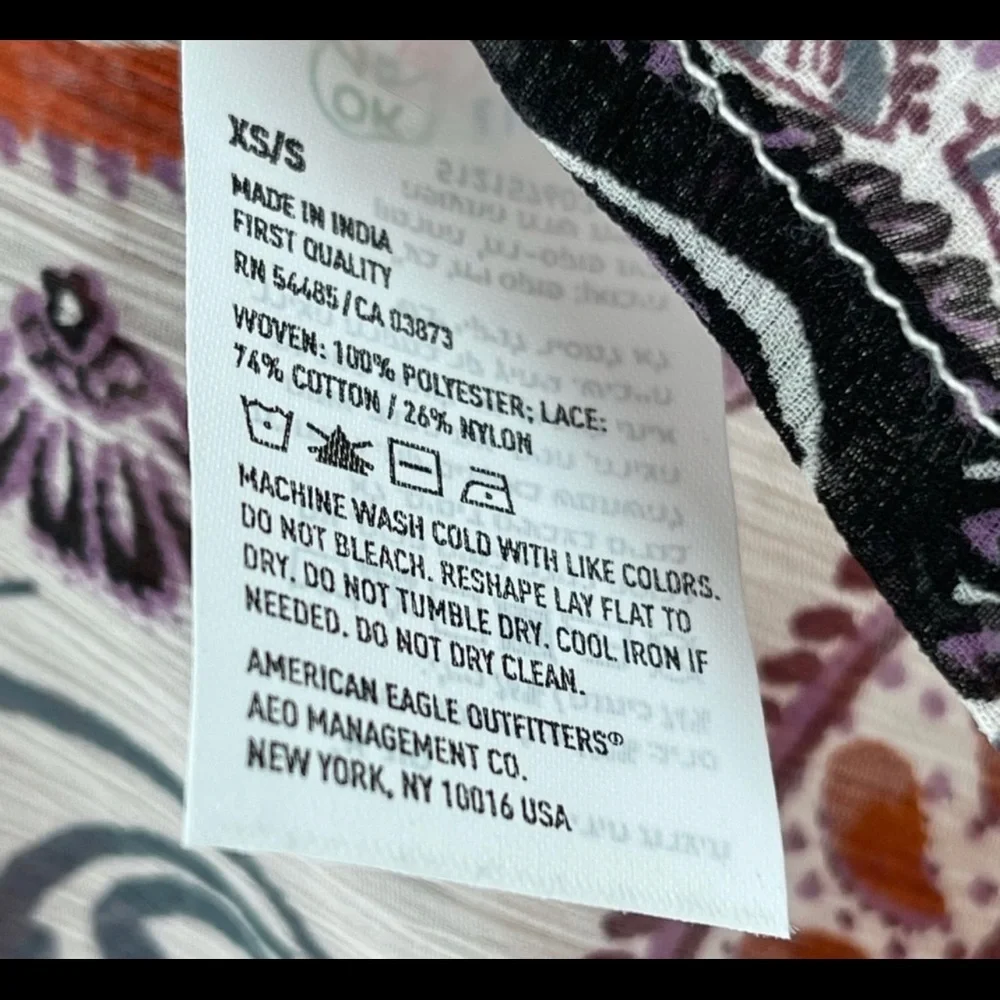 OK
XS/S
MADE IN INDIA
FIRST QUALITY
RN 54485/CA 03873
WOVEN: 100% POLYESTER; LACE:
74% COTTON / 26% NYLON
MACHINE WASH COLD WITH LIKE COLORS.
DO NOT BLEACH. RESHAPE LAY FLAT TO
DRY. DO NOT TUMBLE DRY. COOL IRON IF
NEEDED. DO NOT DRY CLEAN.
AMERICAN EAGLE OUTFITTERS®
AEO MANAGEMENT CO.
NEW YORK, NY 10016 USA